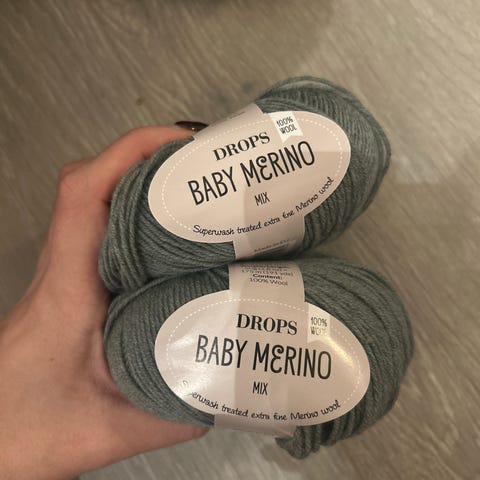 100%
WOOL
DROPS
BABY MERINO
MIX
Superwash treated extra fine Merino wool
Content:
100% Wool
DROPS
100%
WOOL
BABY MERINO
MIX
Superwash treated extra fine Merino wool